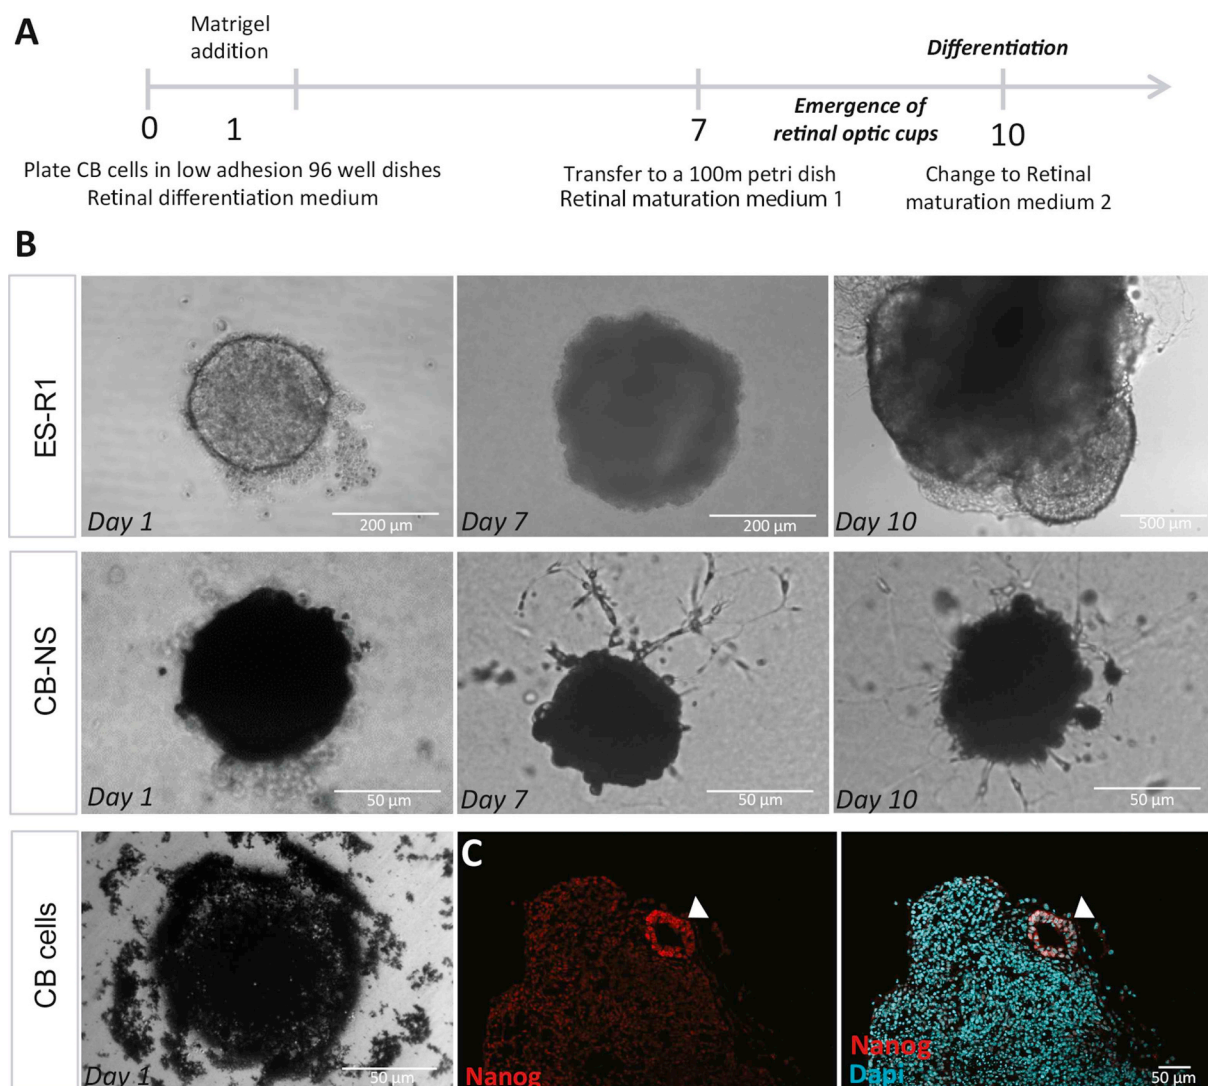 A
Matrigel
addition
Differentiation
0
1
7
Emergence of
retinal optic cups
10
Plate CB cells in low adhesion 96 well dishes
Retinal differentiation medium
Transfer to a 100m petri dish
Retinal maturation medium 1
Change to Retinal
maturation medium 2
B
ES-R1
Day 1
200 µm
Day 7
200 µm
Day 10
500 µm
CB-NS
Day 1
50 µm
Day 7
50 µm
Day 10
50 µm
CB cells
Day 1
50 µm
C
Nanog
Nanog
Dapi
50 µm